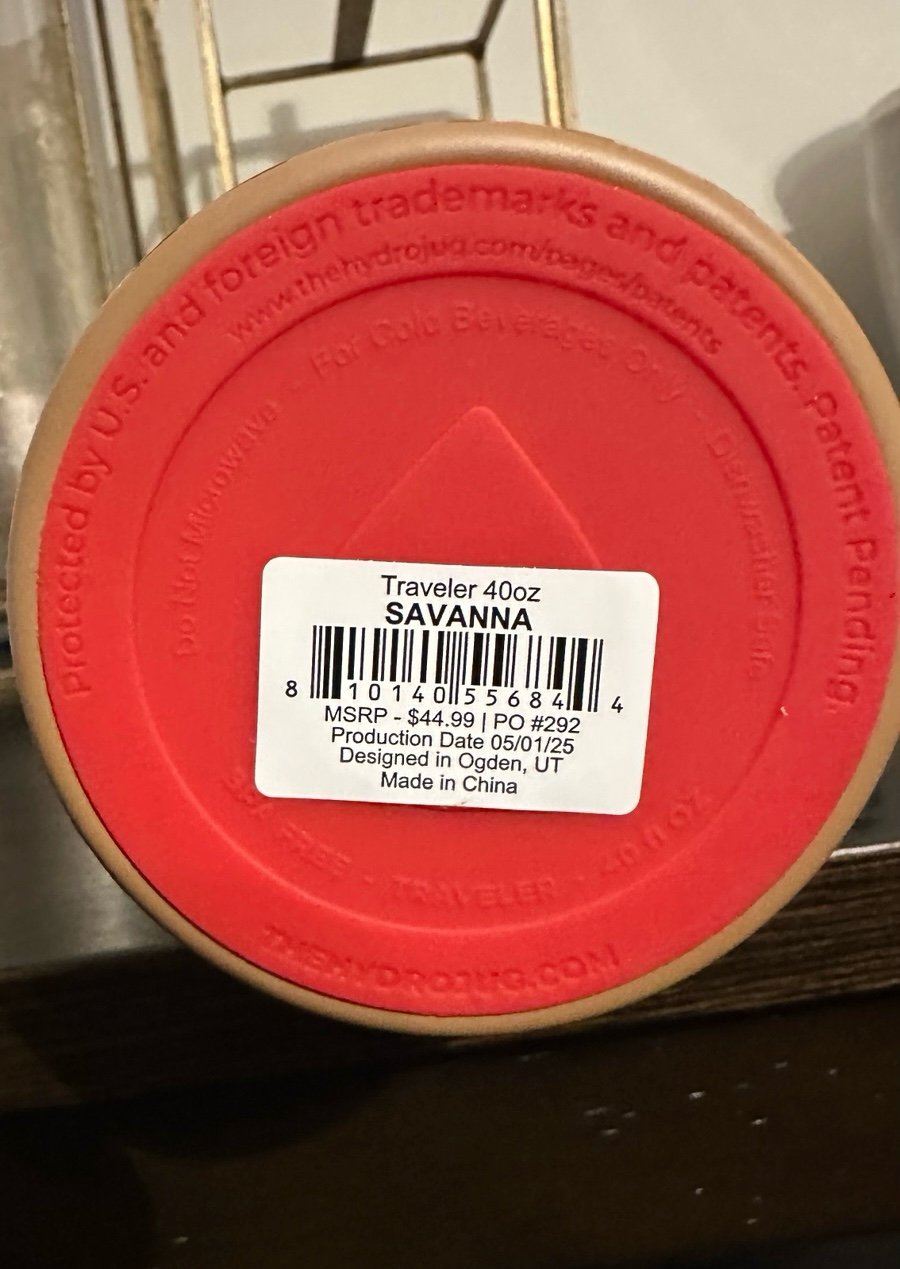 Protected by U.S. and foreign trademarks and patents. Patent Pending.
www.thehydrojug.com/pages/patents
Do Not Microwave - For Cold Beverages Only - Dishwasher Safe
Traveler 40oz
SAVANNA
8 10140 55684 4
MSRP - $44.99 | PO #292
Production Date 05/01/25
Designed in Ogden, UT
Made in China
BPA FREE - TRAVELER - 40 fl oz
THEHYDROJUG.COM